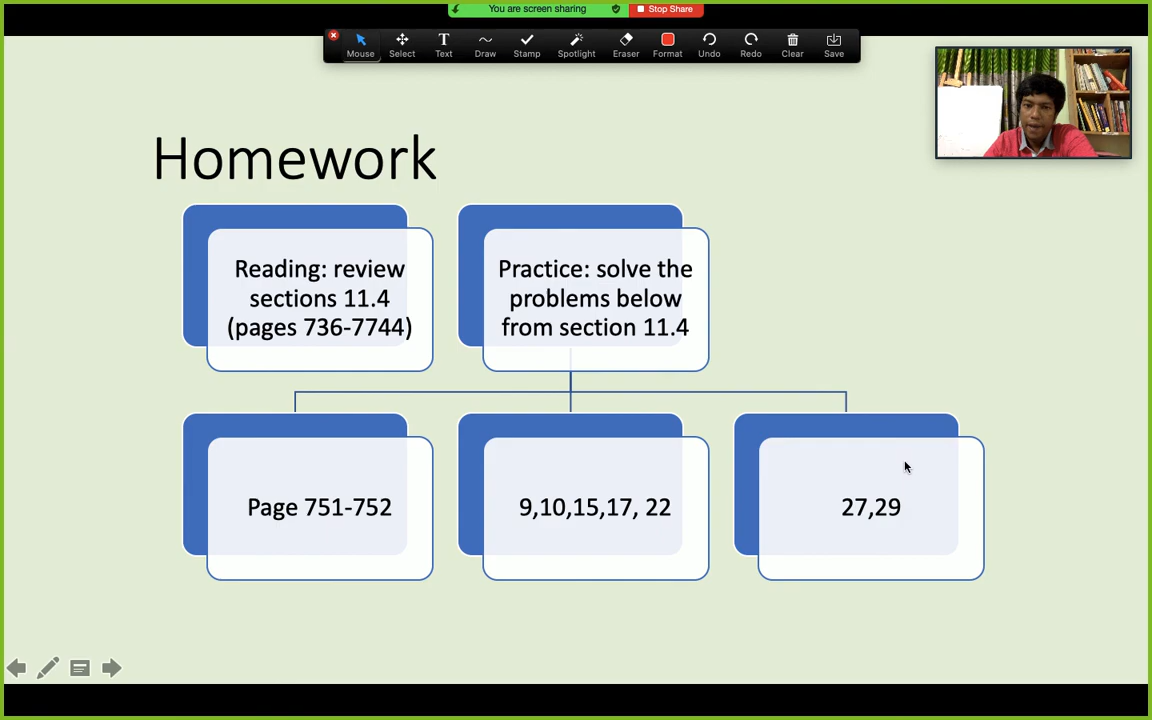 You are screen sharing
Stop Share
Mouse
Select
Text
Draw
Stamp
Spotlight
Eraser
Format
Undo
Redo
Clear
Save
Homework
Reading: review
sections 11.4
(pages 736-7744)
Practice: solve the
problems below
from section 11.4
Page 751-752
9,10,15,17, 22
27,29